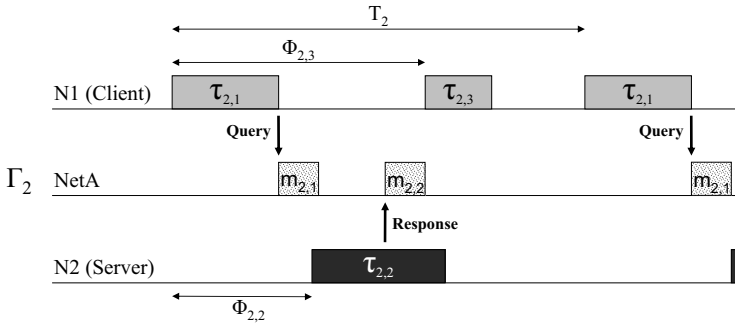 T2
Φ2,3
N1 (Client) τ2,1 τ2,3 τ2,1
Query Query
Γ2 NetA m2,1 m2,2 m2,1
Response
N2 (Server) τ2,2
Φ2,2